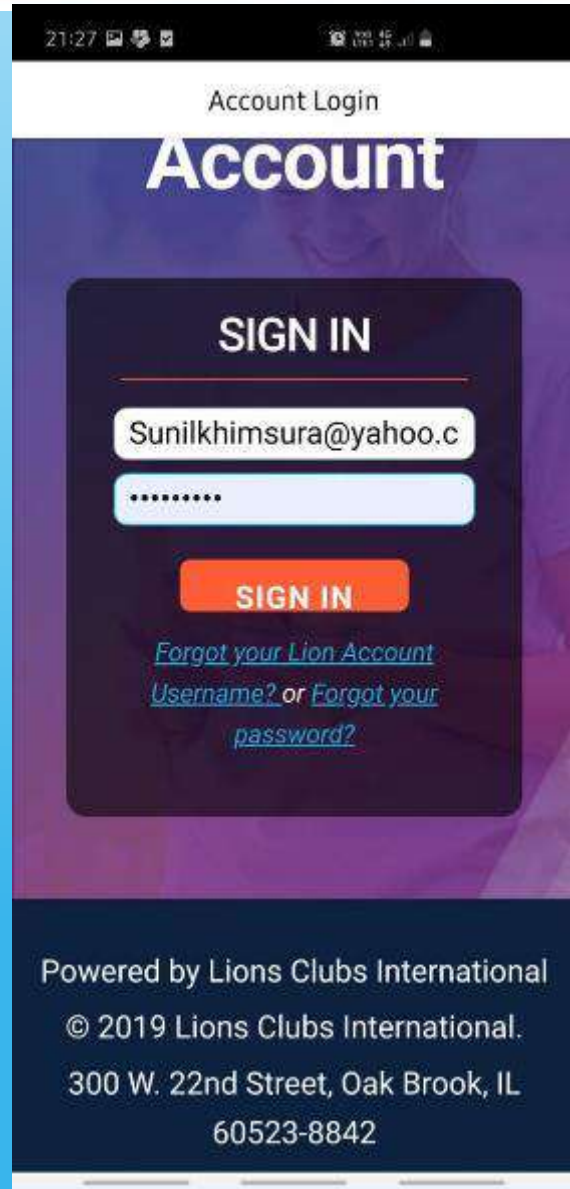 21:27
Account Login
Account
SIGN IN
Sunilkhimsura@yahoo.c
•••••••••
SIGN IN
Forgot your Lion Account
Username? or Forgot your
password?
Powered by Lions Clubs International
© 2019 Lions Clubs International.
300 W. 22nd Street, Oak Brook, IL
60523-8842